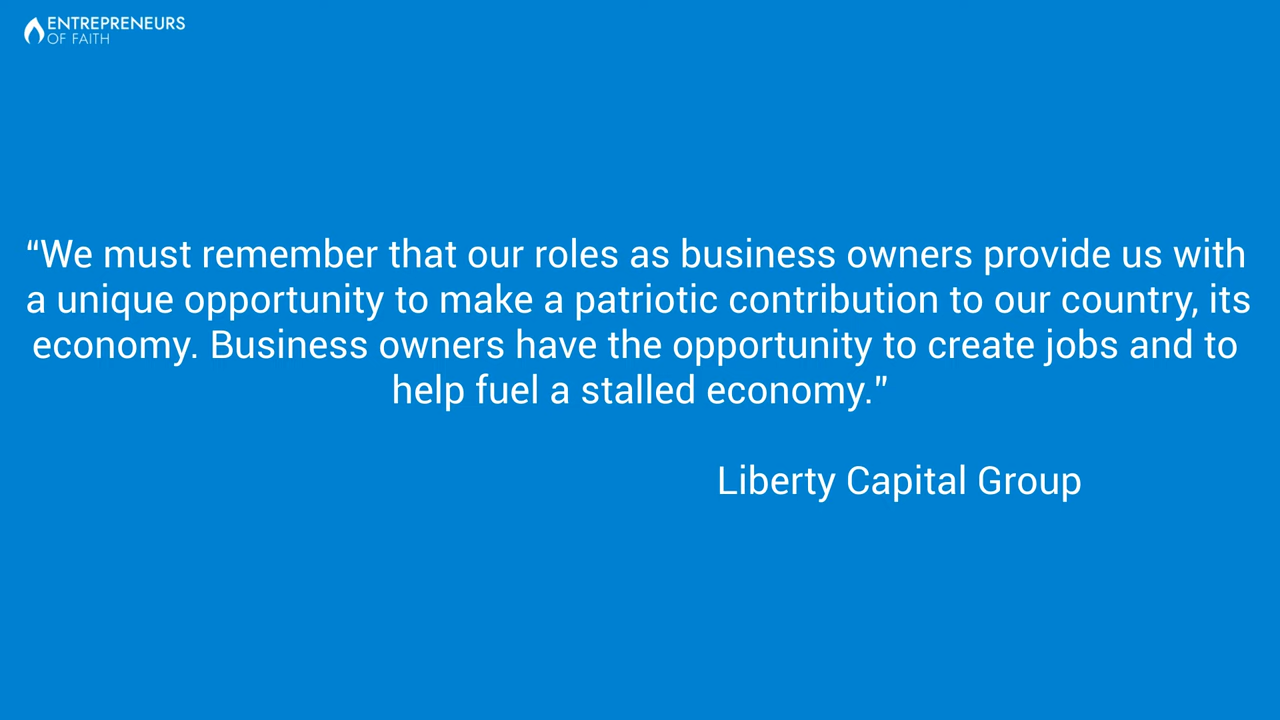 ENTREPRENEURS
OF FAITH
“We must remember that our roles as business owners provide us with
a unique opportunity to make a patriotic contribution to our country, its
economy. Business owners have the opportunity to create jobs and to
help fuel a stalled economy.”
Liberty Capital Group